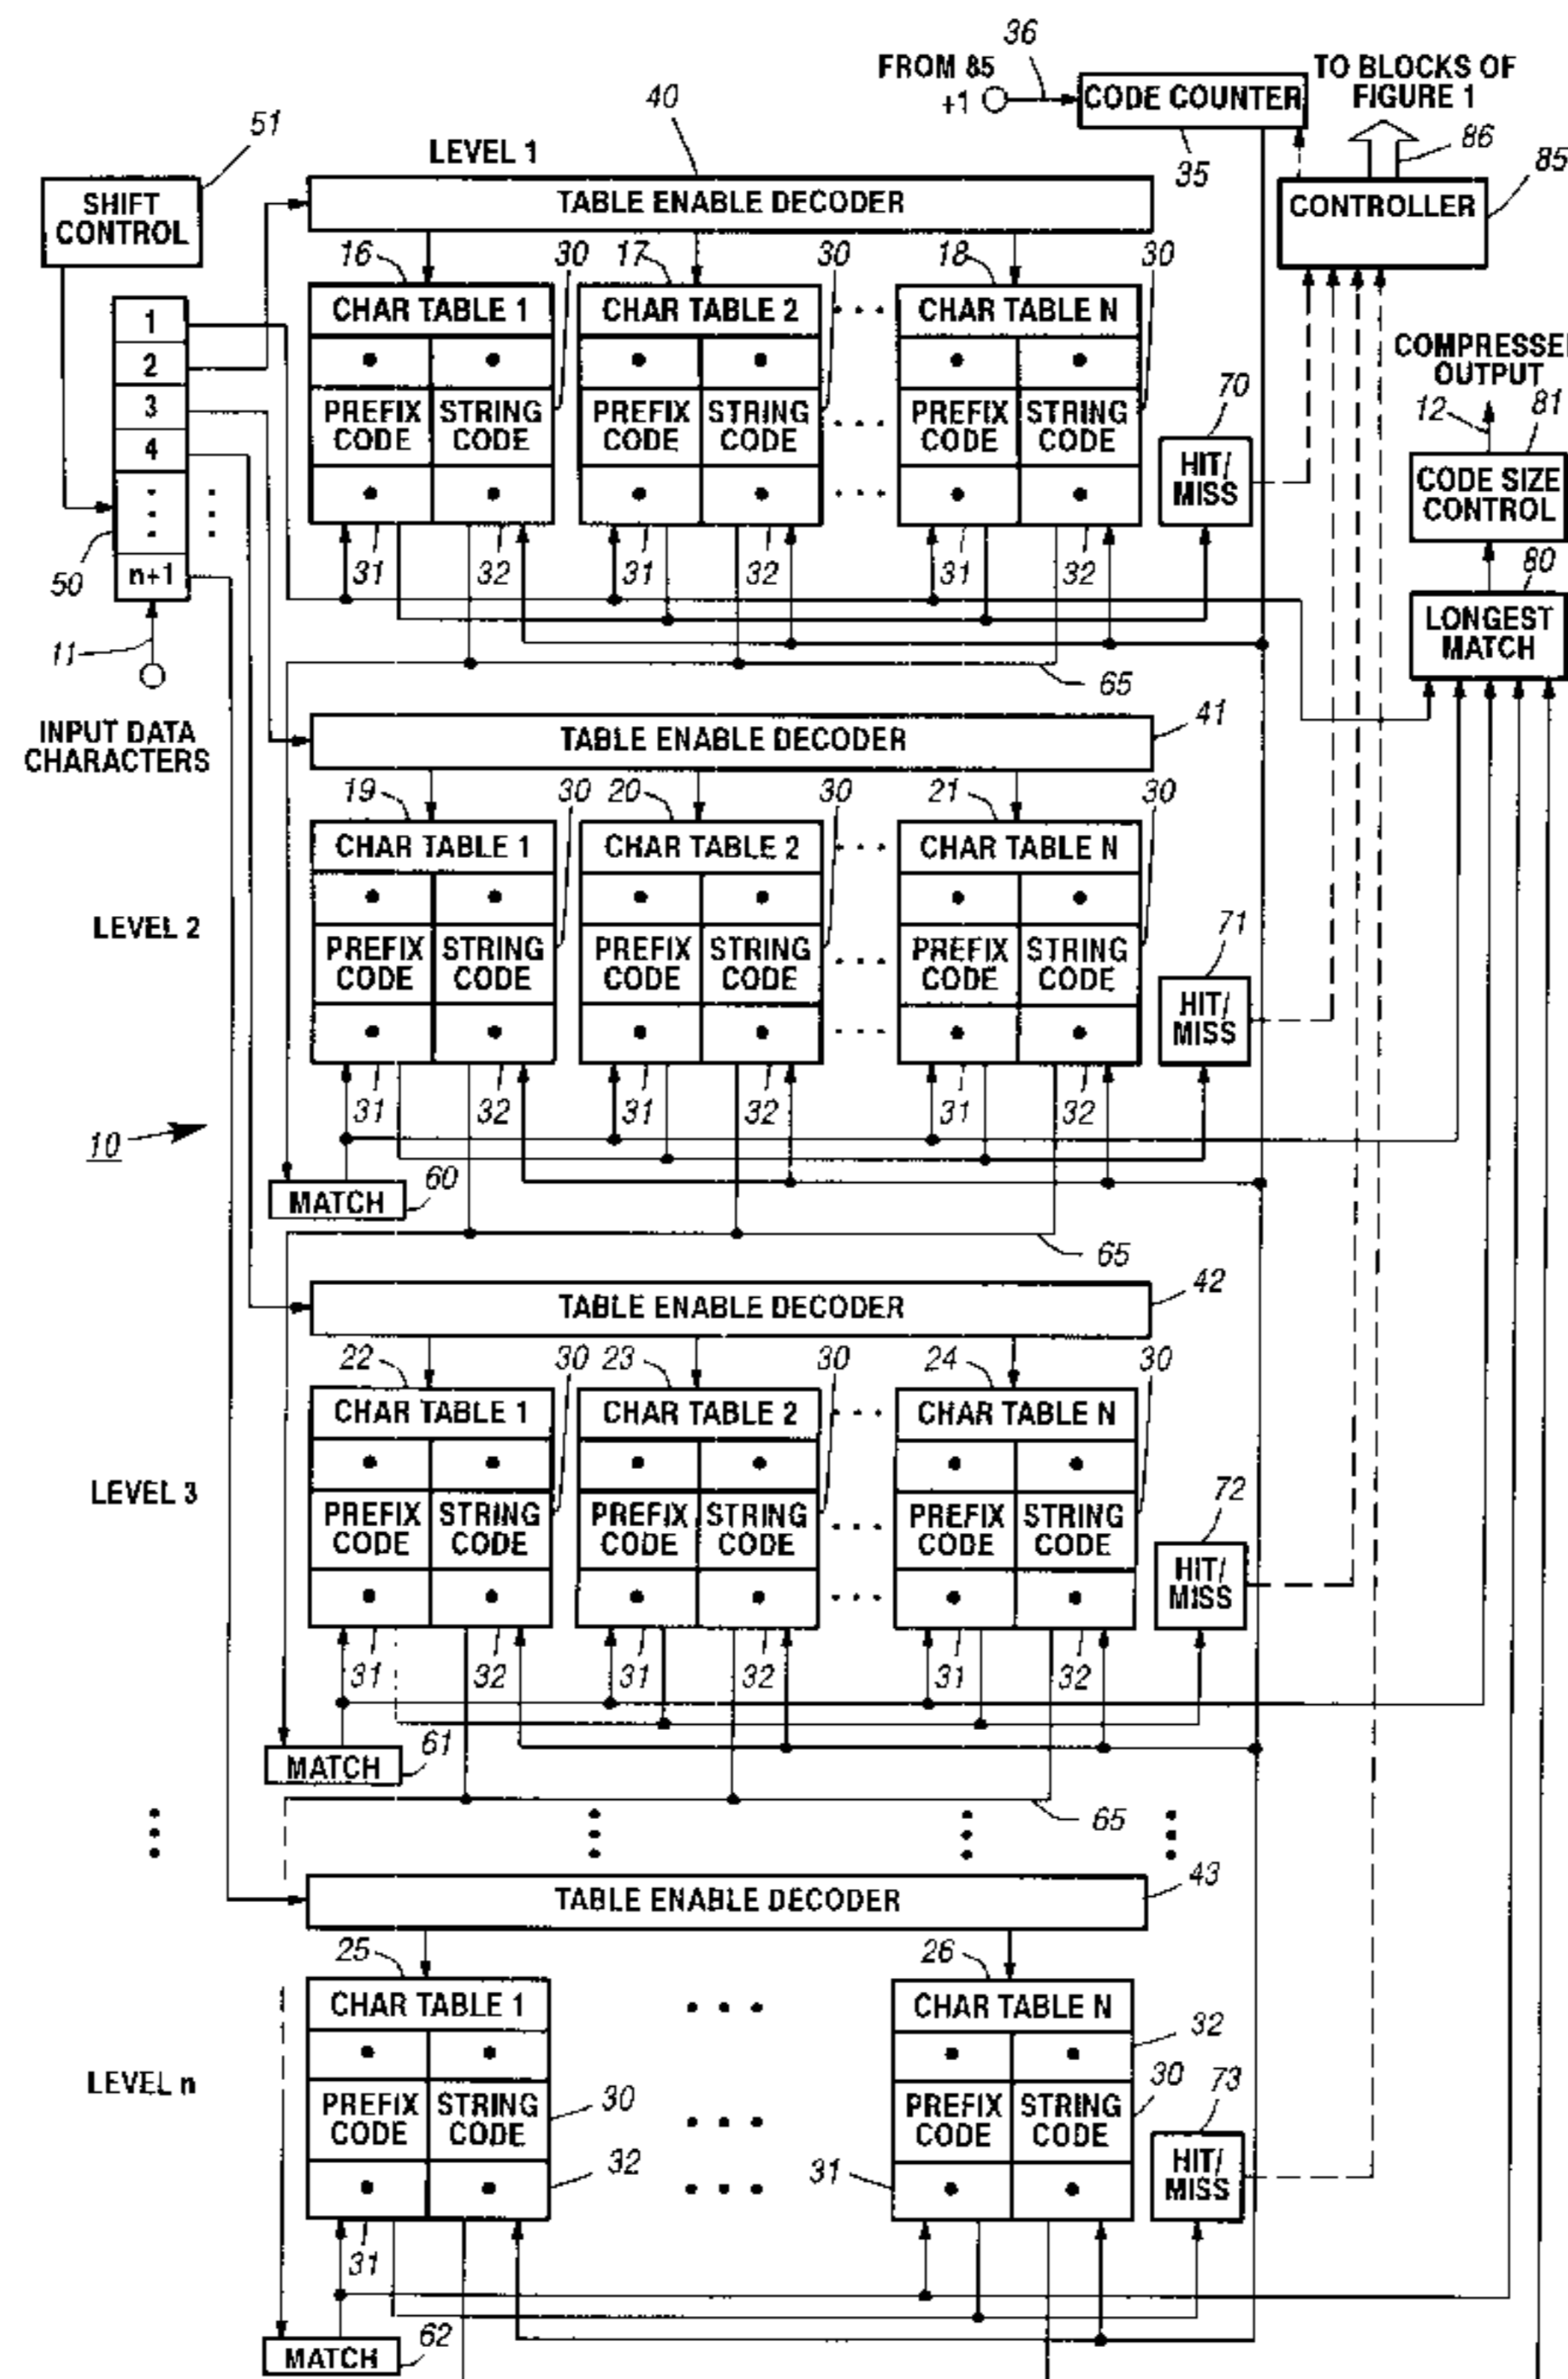 36
FROM 85
+1
CODE COUNTER
35
TO BLOCKS OF
FIGURE 1
86
85
CONTROLLER
51
SHIFT
CONTROL
LEVEL 1
40
TABLE ENABLE DECODER
16
30
17
30
18
30
CHAR TABLE 1
CHAR TABLE 2
CHAR TABLE N
PREFIX
CODE
STRING
CODE
PREFIX
CODE
STRING
CODE
PREFIX
CODE
STRING
CODE
31
32
31
32
31
32
1
2
3
4
n+1
50
11
INPUT DATA
CHARACTERS
70
HIT/
MISS
COMPRESSE
OUTPUT
12
81
CODE SIZE
CONTROL
80
LONGEST
MATCH
65
41
TABLE ENABLE DECODER
19
30
20
30
21
30
CHAR TABLE 1
CHAR TABLE 2
CHAR TABLE N
LEVEL 2
PREFIX
CODE
STRING
CODE
PREFIX
CODE
STRING
CODE
PREFIX
CODE
STRING
CODE
71
HIT/
MISS
31
32
31
32
31
32
10
60
MATCH
65
42
TABLE ENABLE DECODER
22
30
23
30
24
30
CHAR TABLE 1
CHAR TABLE 2
CHAR TABLE N
LEVEL 3
PREFIX
CODE
STRING
CODE
PREFIX
CODE
STRING
CODE
PREFIX
CODE
STRING
CODE
72
HIT/
MISS
31
32
31
32
31
32
61
MATCH
65
43
TABLE ENABLE DECODER
25
26
CHAR TABLE 1
CHAR TABLE N
32
LEVEL n
PREFIX
CODE
STRING
CODE
30
32
PREFIX
CODE
STRING
CODE
30
31
73
HIT/
MISS
31
62
MATCH